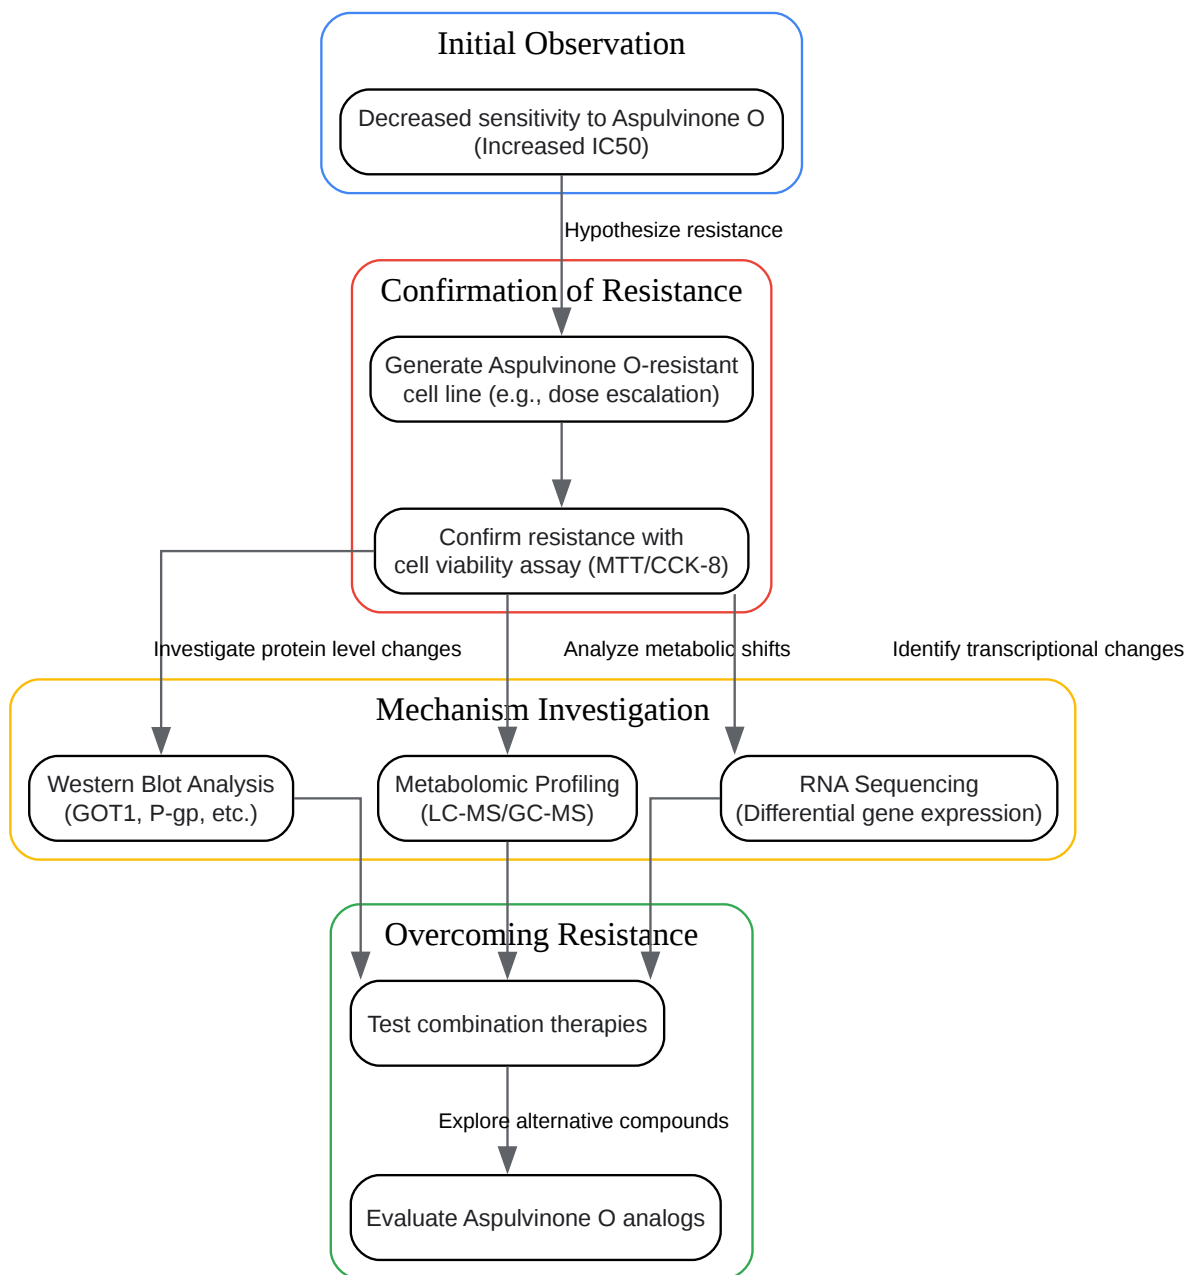 Initial Observation
Decreased sensitivity to Aspulvinone O
(Increased IC50)
Hypothesize resistance
Confirmation of Resistance
Generate Aspulvinone O-resistant
cell line (e.g., dose escalation)
Confirm resistance with
cell viability assay (MTT/CCK-8)
Investigate protein level changes
Analyze metabolic shifts
Identify transcriptional changes
Mechanism Investigation
Western Blot Analysis
(GOT1, P-gp, etc.)
Metabolomic Profiling
(LC-MS/GC-MS)
RNA Sequencing
(Differential gene expression)
Overcoming Resistance
Test combination therapies
Explore alternative compounds
Evaluate Aspulvinone O analogs